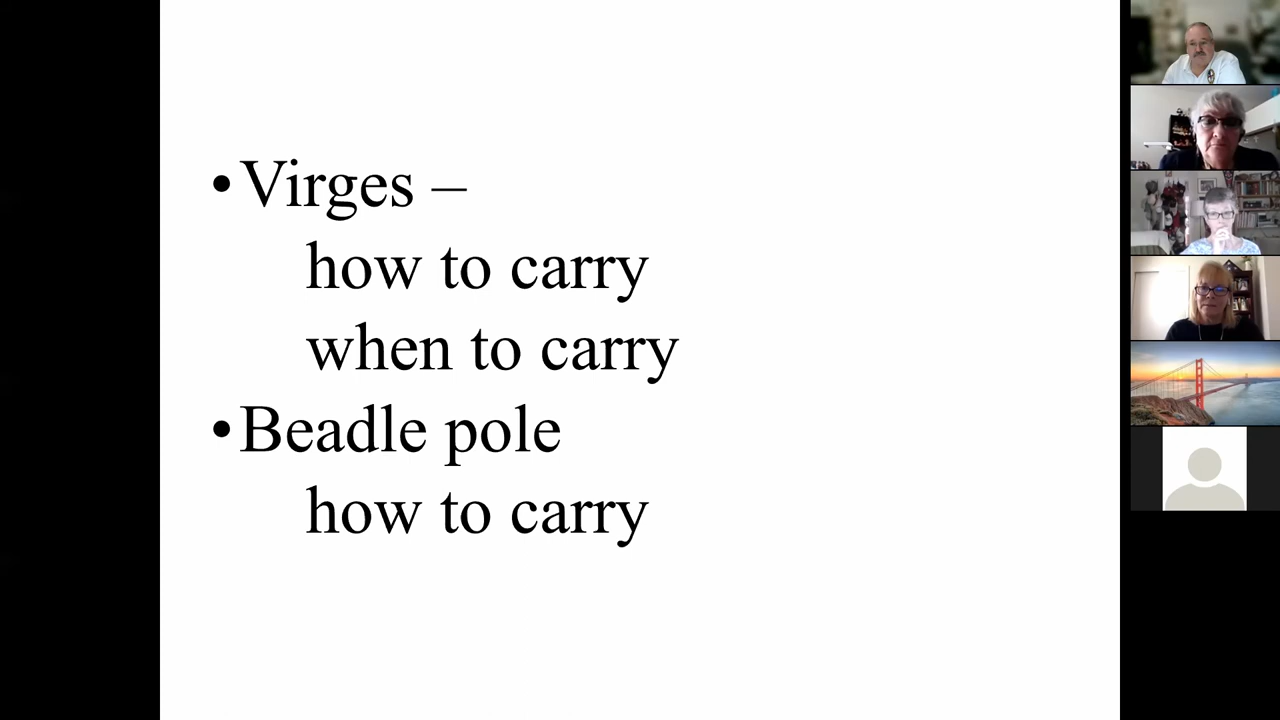 •Virges –
how to carry
when to carry
•Beadle pole
how to carry